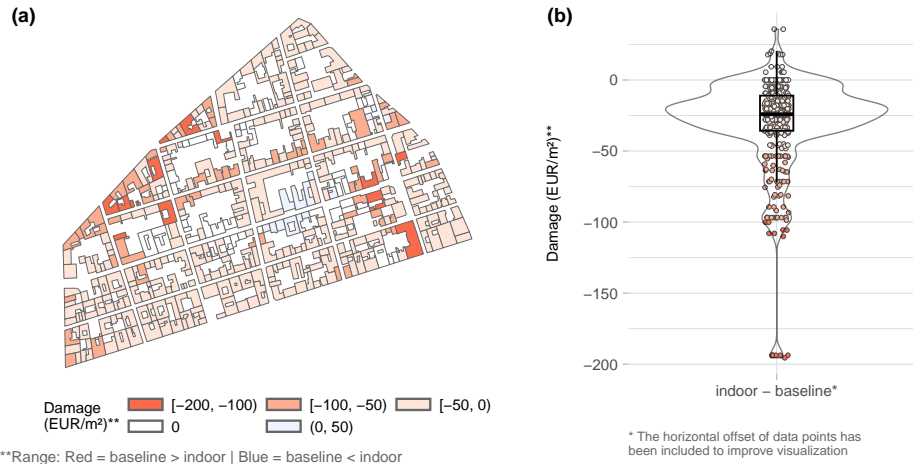 (a)
Damage
(EUR/m²)**
[−200, −100)
[−100, −50)
[−50, 0)
0
(0, 50)
**Range: Red = baseline > indoor | Blue = baseline < indoor
(b)
Damage (EUR/m²)**
0
−50
−100
−150
−200
indoor − baseline*
* The horizontal offset of data points has
been included to improve visualization